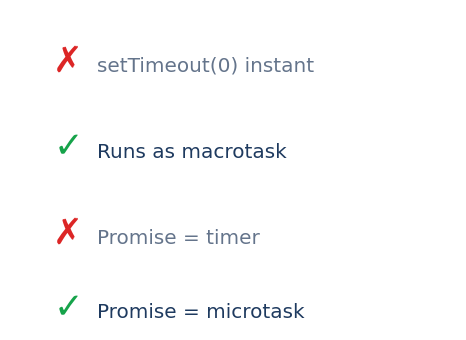 ✗ setTimeout(0) instant
✓ Runs as macrotask
✗ Promise = timer
✓ Promise = microtask